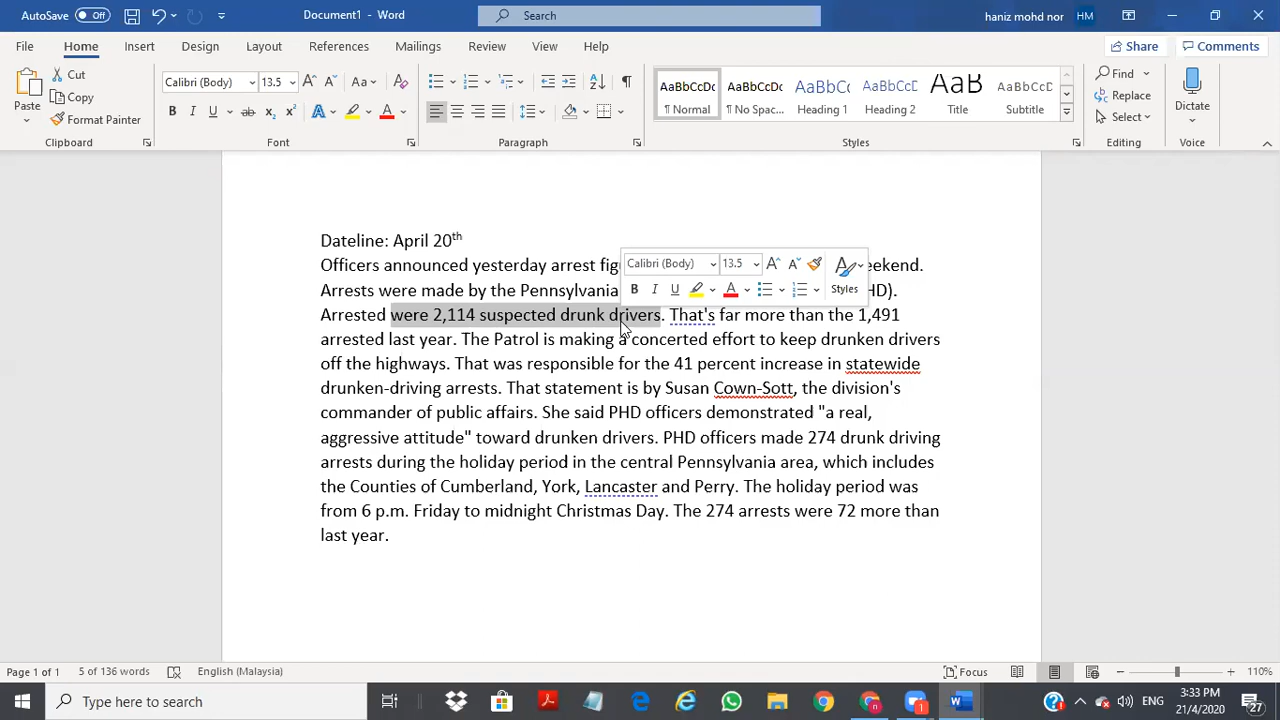 AutoSave Off Document1 - Word Search haniz mohd nor HM
File Home Insert Design Layout References Mailings Review View Help Share Comments
Paste Cut Copy Format Painter
Calibri (Body) 13.5
AaBbCcDc ¶ Normal AaBbCcDc ¶ No Spac... AaBbCc Heading 1 AaBbCcD Heading 2 AaB Title AaBbCcD Subtitle
Find Replace Select Dictate
Clipboard Font Paragraph Styles Editing Voice
Dateline: April 20th
Officers announced yesterday arrest fig eekend.
Arrests were made by the Pennsylvania HD).
Arrested were 2,114 suspected drunk drivers. That's far more than the 1,491
arrested last year. The Patrol is making a concerted effort to keep drunken drivers
off the highways. That was responsible for the 41 percent increase in statewide
drunken-driving arrests. That statement is by Susan Cown-Sott, the division's
commander of public affairs. She said PHD officers demonstrated "a real,
aggressive attitude" toward drunken drivers. PHD officers made 274 drunk driving
arrests during the holiday period in the central Pennsylvania area, which includes
the Counties of Cumberland, York, Lancaster and Perry. The holiday period was
from 6 p.m. Friday to midnight Christmas Day. The 274 arrests were 72 more than
last year.
Calibri (Body) 13.5
Styles
Page 1 of 1 5 of 136 words English (Malaysia) Focus 110%
Type here to search ENG 3:33 PM 21/4/2020 27